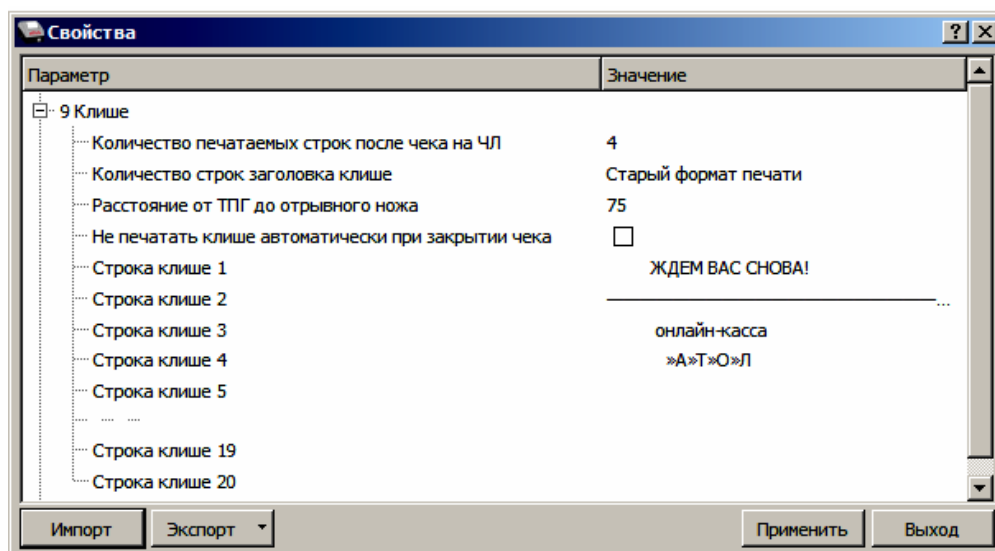 Свойства
Параметр Значение
9 Клише
Количество печатаемых строк после чека на ЧЛ 4
Количество строк заголовка клише Старый формат печати
Расстояние от ТПГ до отрывного ножа 75
Не печатать клише автоматически при закрытии чека
Строка клише 1 ЖДЕМ ВАС СНОВА!
Строка клише 2 ...
Строка клише 3 онлайн-касса
Строка клише 4 »А»Т»О»Л
Строка клише 5
... ... ...
Строка клише 19
Строка клише 20
Импорт Экспорт Применить Выход